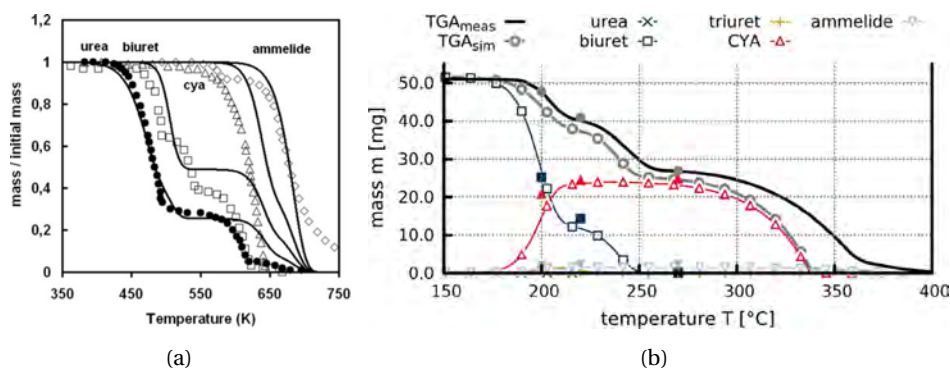 urea biuret
ammelide
cya
mass / initial mass
1,2
1
0,8
0,6
0,4
0,2
0
350 450 550 650 750
Temperature (K)
(a)
TGAmeas urea triuret ammelide
TGAsim biuret CYA
mass m [mg]
50.0
40.0
30.0
20.0
10.0
0.0
150 200 250 300 350 400
temperature T [°C]
(b)